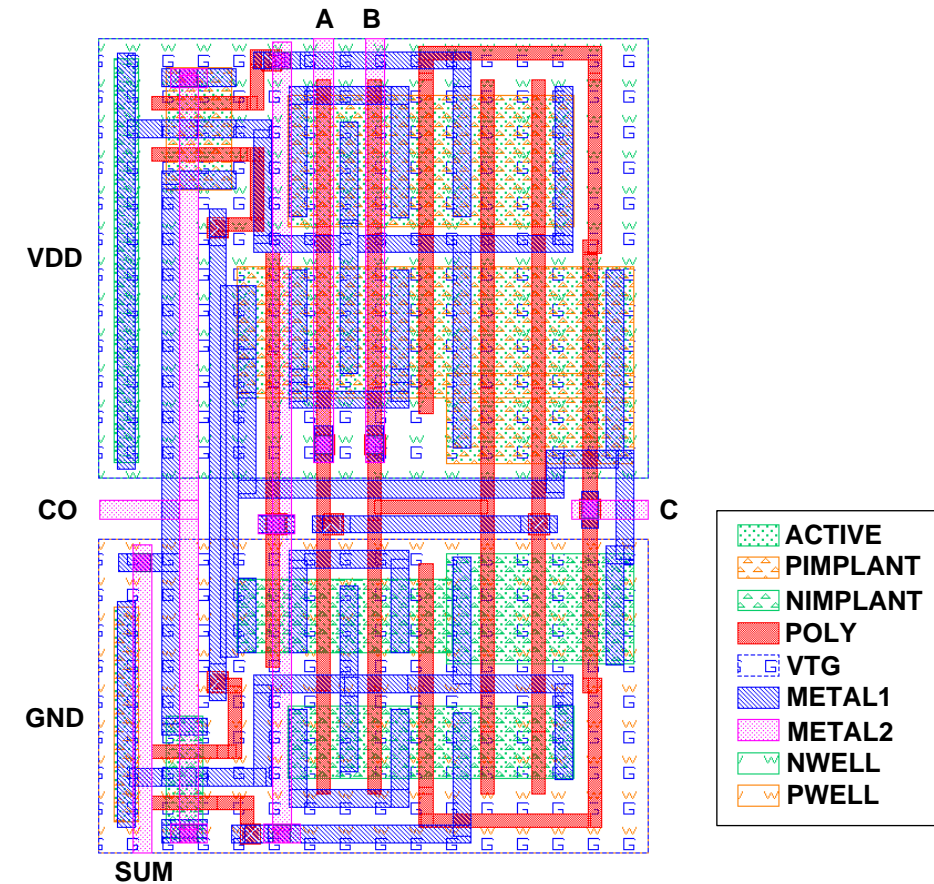 A B
VDD
CO
C
GND
SUM
ACTIVE
PIMPLANT
NIMPLANT
POLY
G VTG
METAL1
METAL2
W NWELL
W PWELL